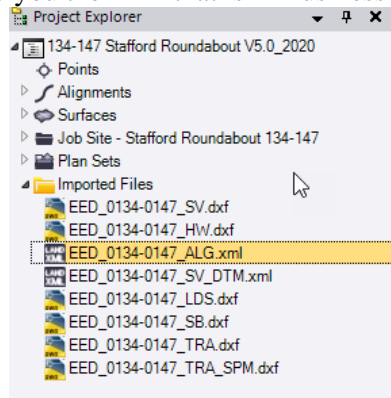 Project Explorer
134-147 Stafford Roundabout V5.0_2020
Points
Alignments
Surfaces
Job Site - Stafford Roundabout 134-147
Plan Sets
Imported Files
EED_0134-0147_SV.dxf
EED_0134-0147_HW.dxf
EED_0134-0147_ALG.xml
EED_0134-0147_SV_DTM.xml
EED_0134-0147_LDS.dxf
EED_0134-0147_SB.dxf
EED_0134-0147_TRA.dxf
EED_0134-0147_TRA_SPM.dxf